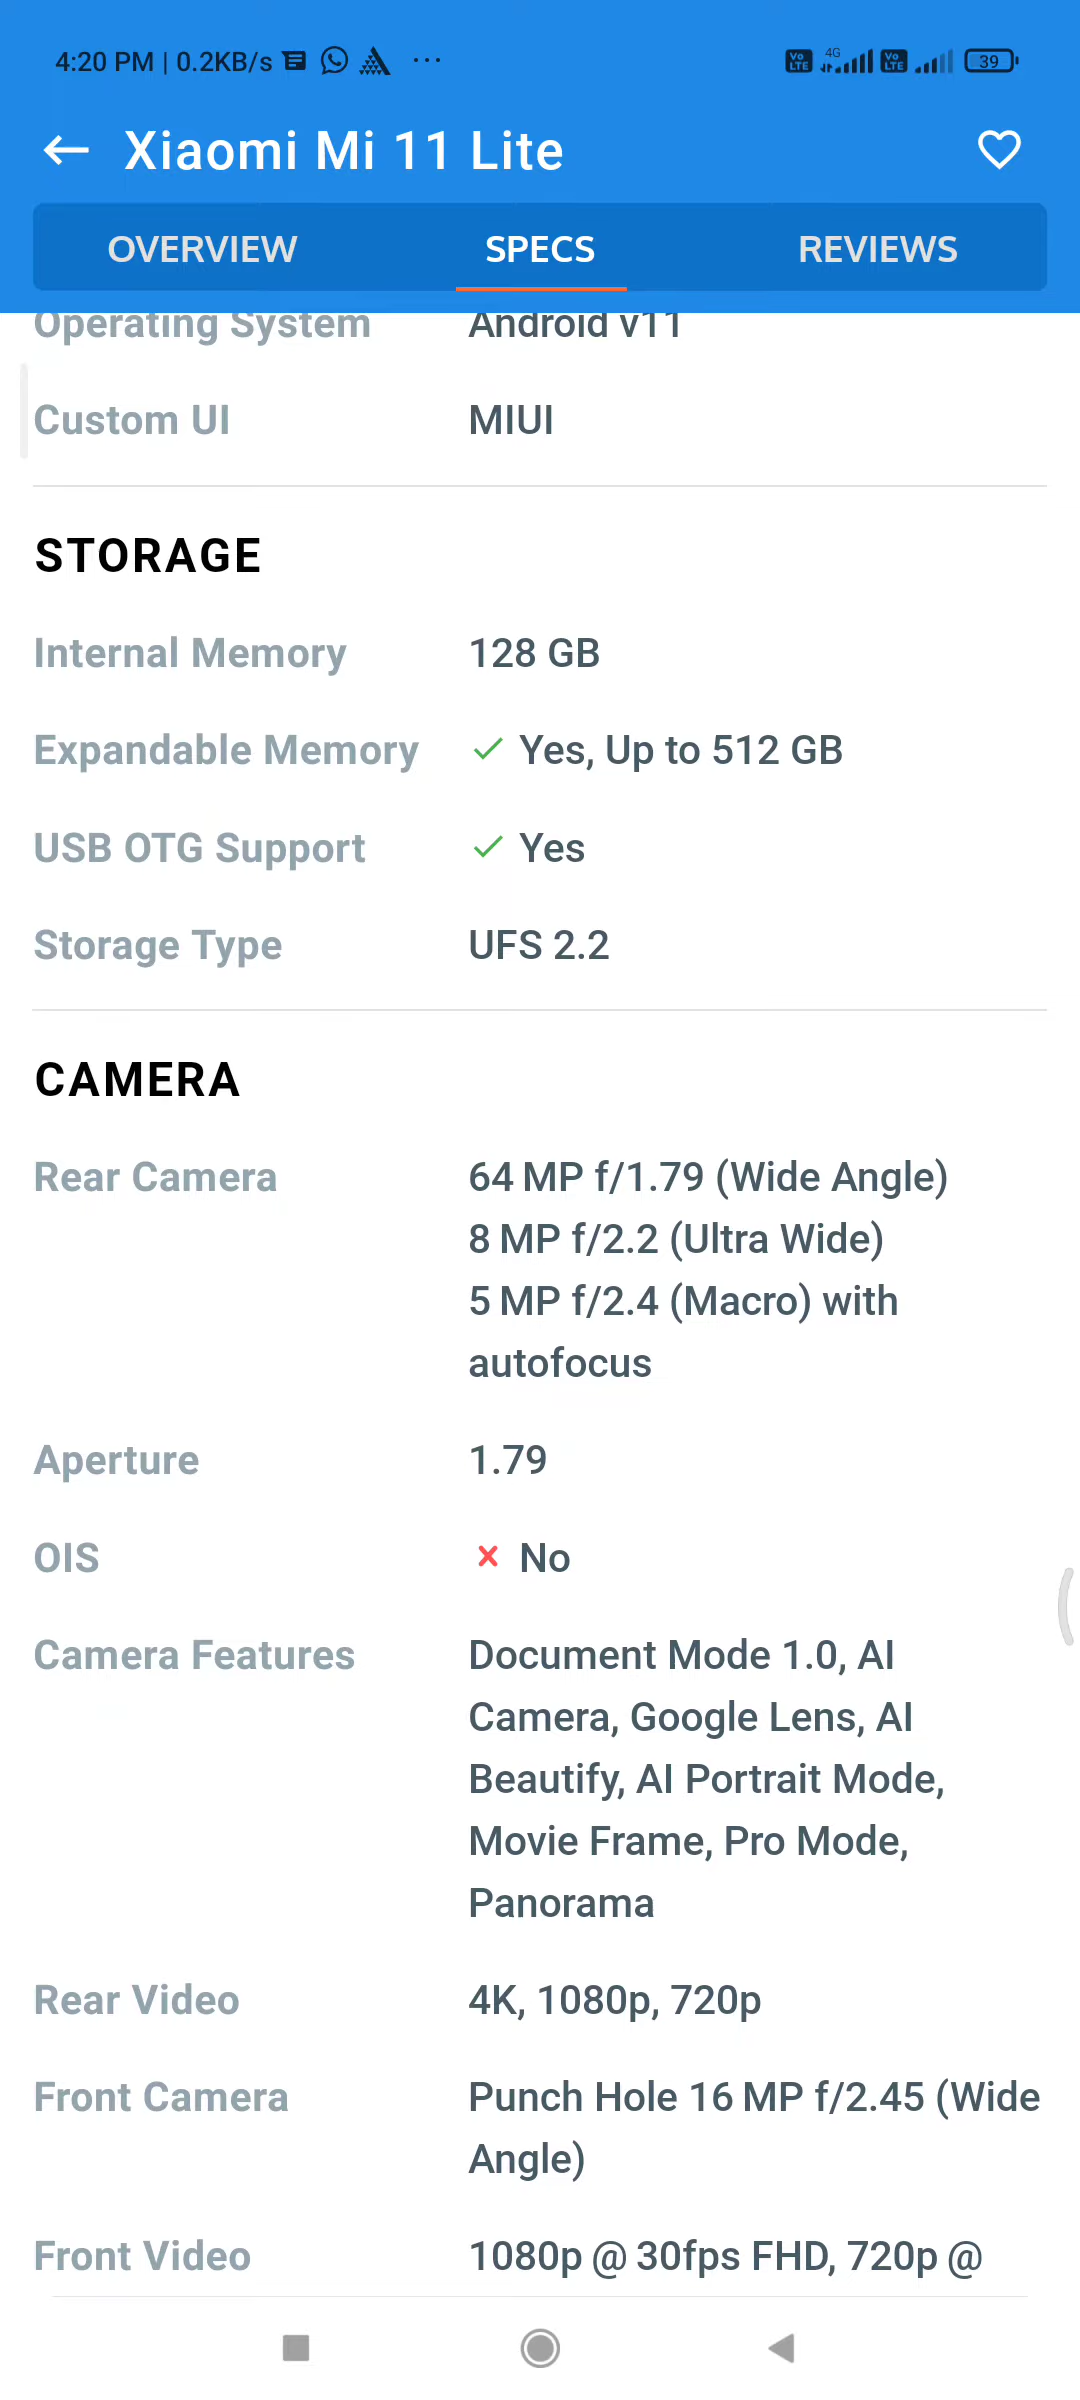 4:20 PM | 0.2KB/s ...
Vo LTE 4G Vo LTE 39
Xiaomi Mi 11 Lite
OVERVIEW SPECS REVIEWS
Operating System Android v11
Custom UI MIUI
STORAGE
Internal Memory 128 GB
Expandable Memory Yes, Up to 512 GB
USB OTG Support Yes
Storage Type UFS 2.2
CAMERA
Rear Camera 64 MP f/1.79 (Wide Angle)
8 MP f/2.2 (Ultra Wide)
5 MP f/2.4 (Macro) with
autofocus
Aperture 1.79
OIS No
Camera Features Document Mode 1.0, AI
Camera, Google Lens, AI
Beautify, AI Portrait Mode,
Movie Frame, Pro Mode,
Panorama
Rear Video 4K, 1080p, 720p
Front Camera Punch Hole 16 MP f/2.45 (Wide
Angle)
Front Video 1080p @ 30fps FHD, 720p @